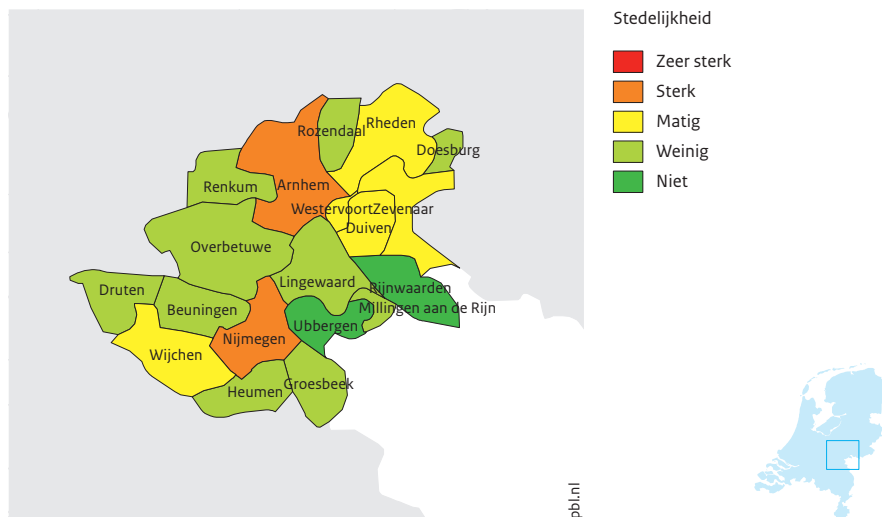 Stedelijkheid
Zeer sterk
Sterk
Matig
Weinig
Niet
Rozendaal
Rheden
Doesburg
Renkum
Arnhem
Westervoort
Zevenaar
Duiven
Overbetuwe
Lingewaard
Rijnwaarden
Druten
Beuningen
Millingen aan de Rijn
Ubbergen
Nijmegen
Wijchen
Groesbeek
Heumen
pbl.nl